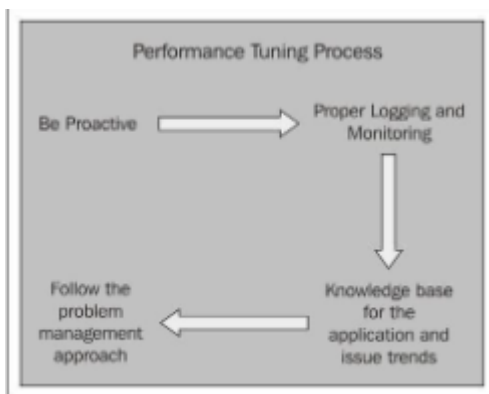 Performance Tuning Process
Be Proactive
Proper Logging and
Monitoring
Knowledge base
for the
application and
issue trends
Follow the
problem
management
approach